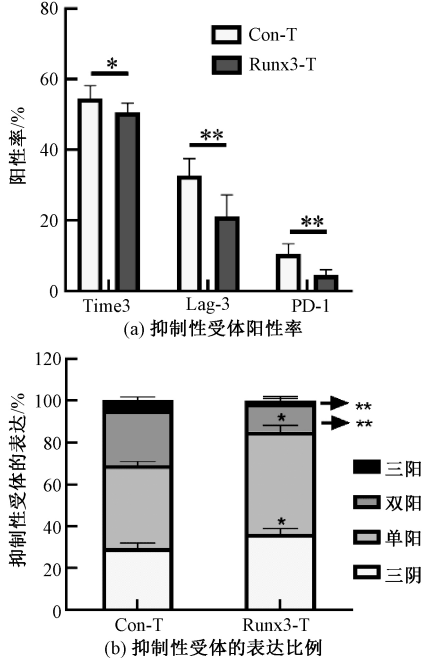 80
60
40
20
0
阳性率/%
Con-T
Runx3-T
*
**
**
Time3 Lag-3 PD-1
(a) 抑制性受体阳性率
120
100
80
60
40
20
0
抑制性受体的表达/%
**
**
*
*
三阳
双阳
单阳
三阴
Con-T Runx3-T
(b) 抑制性受体的表达比例